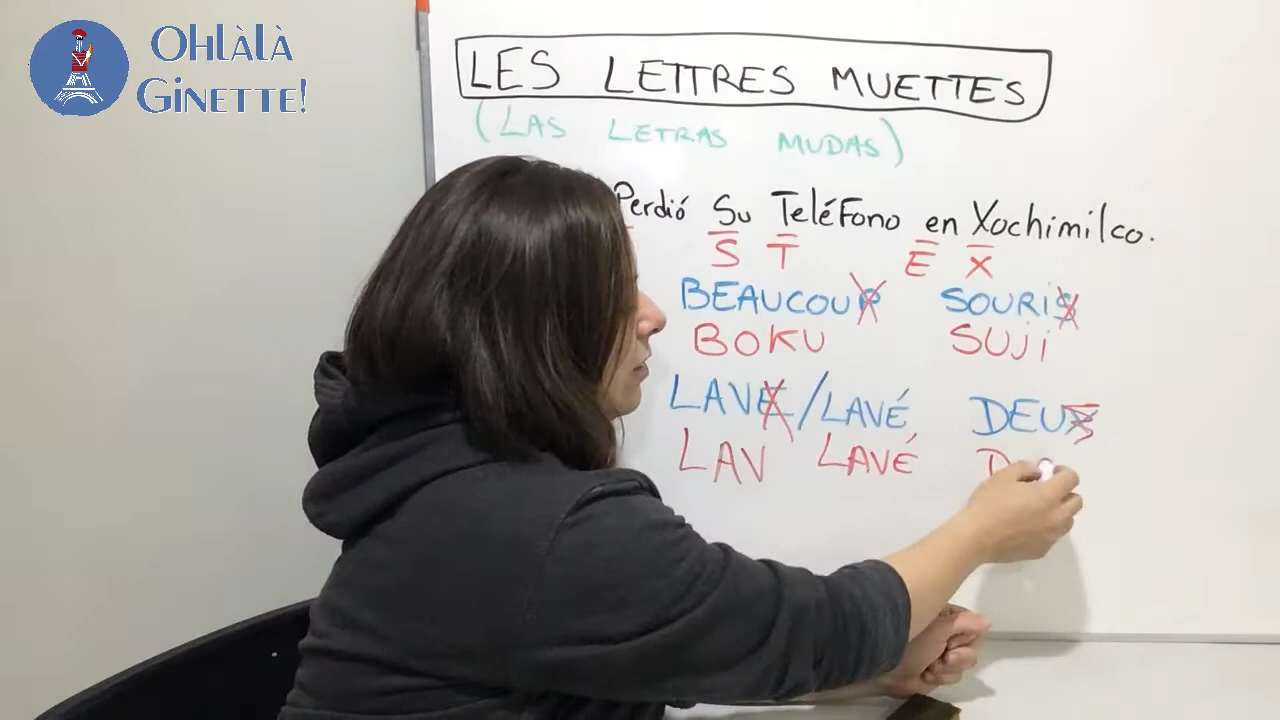 OHLÀLÀ
GINETTE!
LES LETTRES MUETTES
(LAS LETRAS MUDAS)
Perdió Su Teléfono en Xochimilco.
S T E X
BEAUCOUP SOURIS
BOKU SUJI
LAVE/LAVÉ DEUX
LAV LAVÉ D